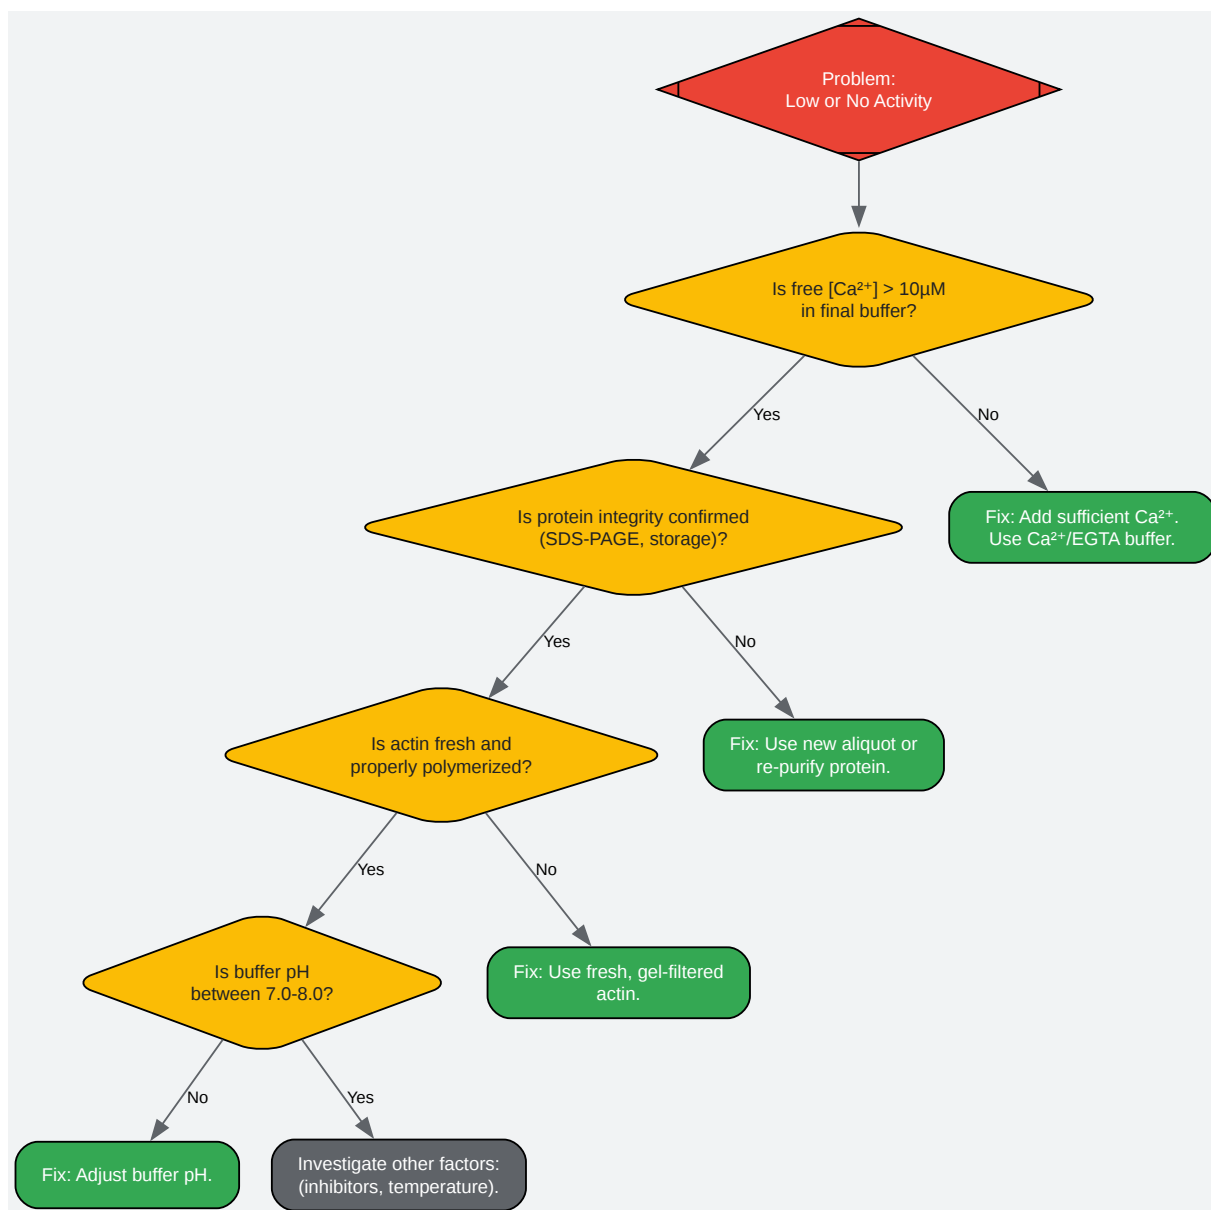 Problem:
Low or No Activity
Is free [Ca²⁺] > 10µM
in final buffer?
Yes
No
Is protein integrity confirmed
(SDS-PAGE, storage)?
Fix: Add sufficient Ca²⁺.
Use Ca²⁺/EGTA buffer.
Yes
No
Is actin fresh and
properly polymerized?
Fix: Use new aliquot or
re-purify protein.
Yes
No
Is buffer pH
between 7.0-8.0?
Fix: Use fresh, gel-filtered
actin.
No
Yes
Fix: Adjust buffer pH.
Investigate other factors:
(inhibitors, temperature).